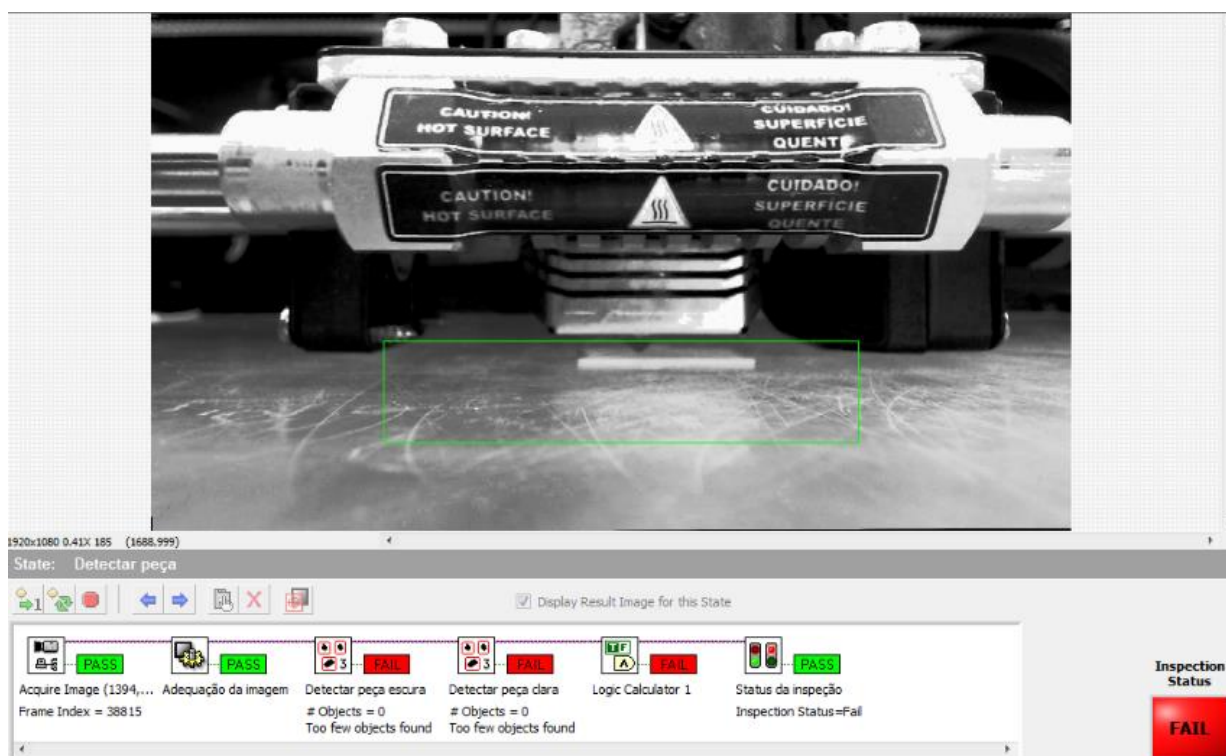 CAUTION!
HOT SURFACE
CUIDADO!
SUPERFÍCIE
QUENTE
CAUTION!
HOT SURFACE
CUIDADO!
SUPERFÍCIE
QUENTE
1920x1080 0.41X 185 (1688,999)
State: Detectar peça
1
Display Result Image for this State
3
3
T F
Λ
PASS
PASS
FAIL
FAIL
FAIL
PASS
Acquire Image (1394,...
Adequação da imagem
Detectar peça escura
Detectar peça clara
Logic Calculator 1
Status da inspeção
Frame Index = 38815
# Objects = 0
Too few objects found
# Objects = 0
Too few objects found
Inspection Status=Fail
Inspection
Status
FAIL